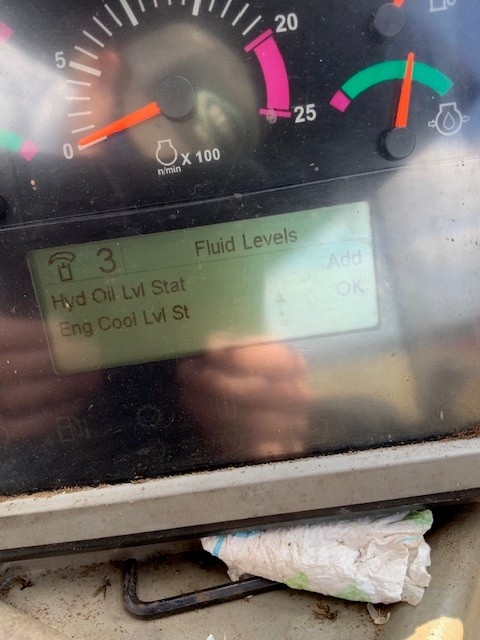 20
5
25
0
n/min X 100
3 Fluid Levels
Hyd Oil Lvl Stat Add
Eng Cool Lvl St OK